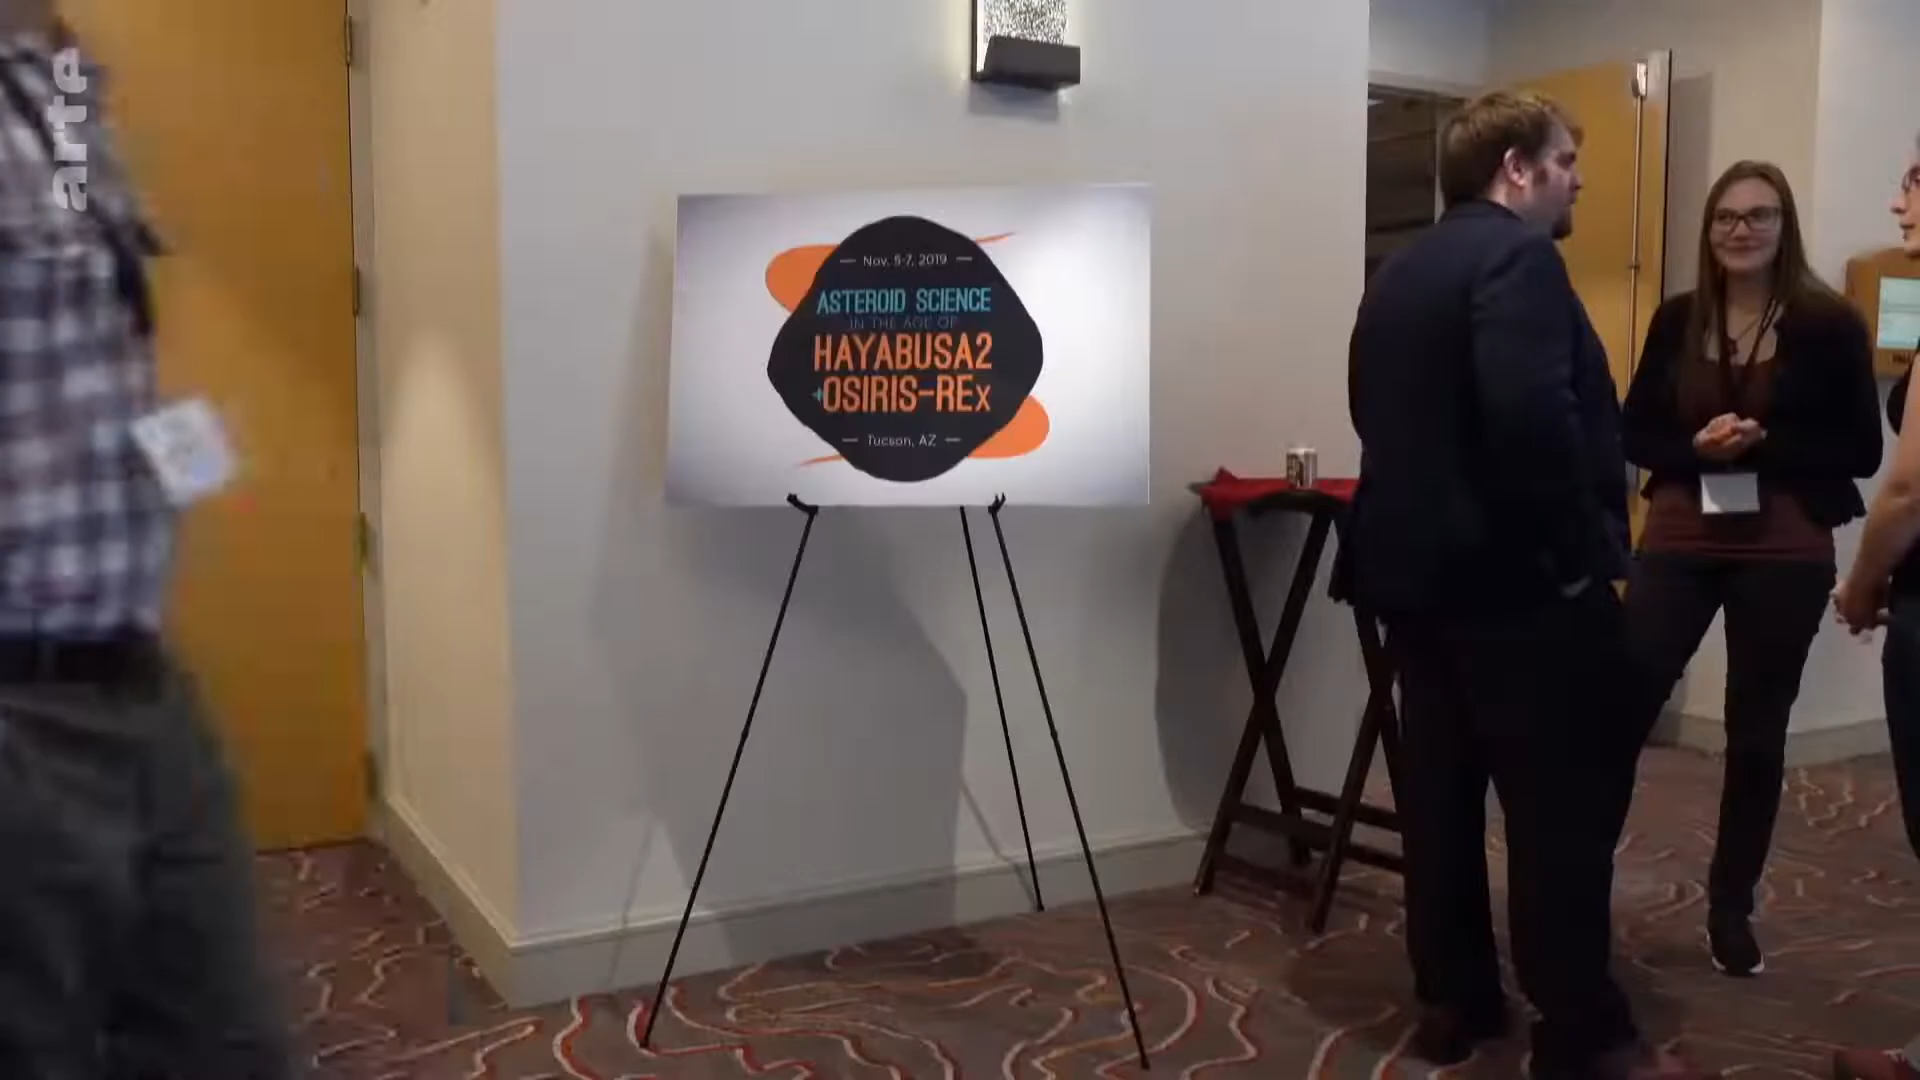 arte
Nov. 5-7, 2019
ASTEROID SCIENCE
IN THE AGE OF
HAYABUSA2
+OSIRIS-REx
Tucson, AZ